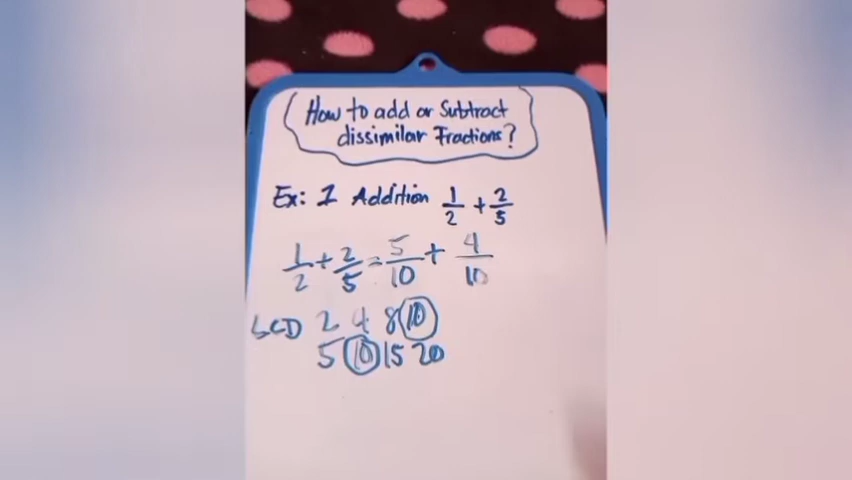 How to add or Subtract
dissimilar Fractions?
Ex: 1 Addition 1/2 + 2/5
1/2 + 2/5 = 5/10 + 4/10
LCD 2 4 8 10
5 10 15 20